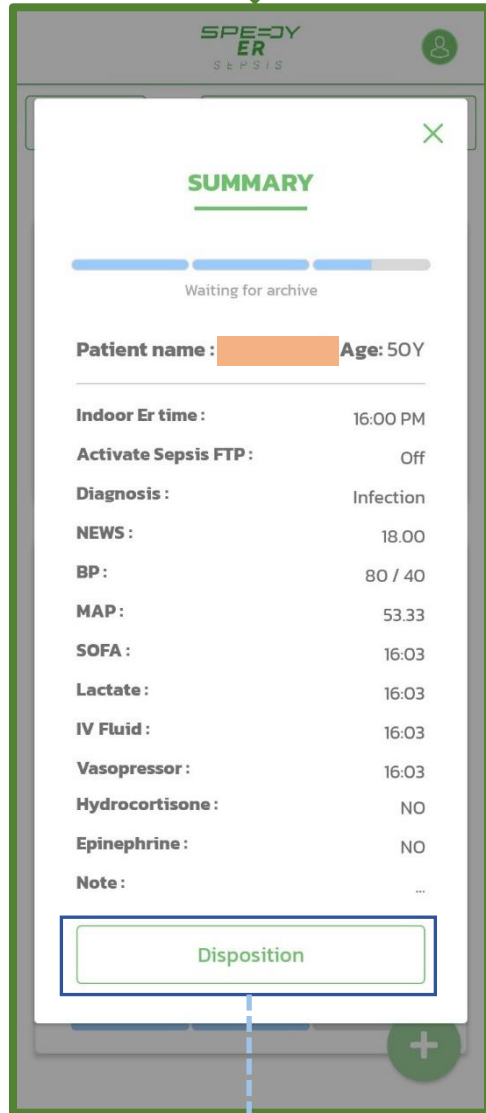 SPEEDY
ER
SEPSIS
SUMMARY
Waiting for archive
Patient name : Age: 50Y
Indoor Er time : 16:00 PM
Activate Sepsis FTP : Off
Diagnosis : Infection
NEWS : 18.00
BP : 80 / 40
MAP : 53.33
SOFA : 16:03
Lactate : 16:03
IV Fluid : 16:03
Vasopressor : 16:03
Hydrocortisone : NO
Epinephrine : NO
Note : ...
Disposition